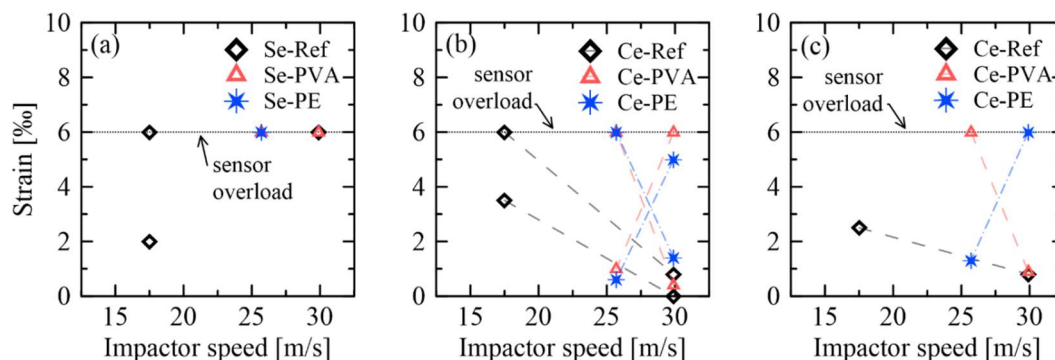 (a)
Se-Ref
Se-PVA
Se-PE
sensor
overload
Strain [‰]
10
8
6
4
2
0
15 20 25 30
Impactor speed [m/s]
(b)
Ce-Ref
Ce-PVA
Ce-PE
sensor
overload
10
8
6
4
2
0
15 20 25 30
Impactor speed [m/s]
(c)
Ce-Ref
Ce-PVA
Ce-PE
sensor
overload
10
8
6
4
2
0
15 20 25 30
Impactor speed [m/s]